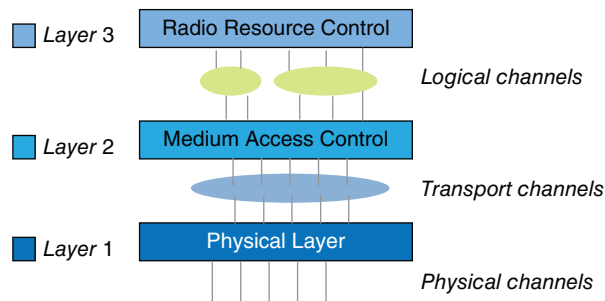 Layer 3
Radio Resource Control
Logical channels
Layer 2
Medium Access Control
Transport channels
Layer 1
Physical Layer
Physical channels